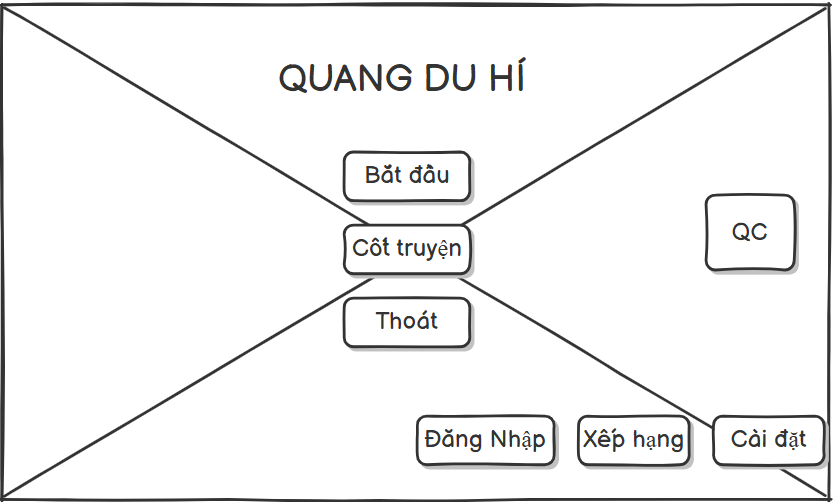 QUANG DU HÍ
Bắt đầu
Cốt truyện
QC
Thoát
Đăng Nhập
Xếp hạng
Cài đặt